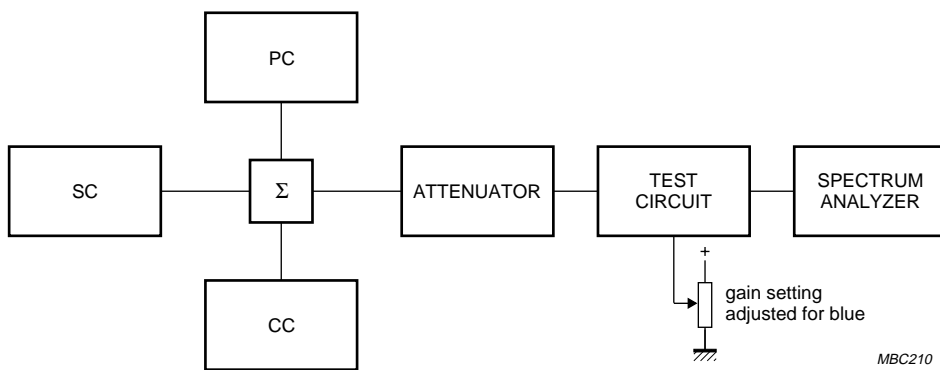 PC
SC
Σ
ATTENUATOR
TEST
CIRCUIT
SPECTRUM
ANALYZER
CC
+
gain setting
adjusted for blue
MBC210